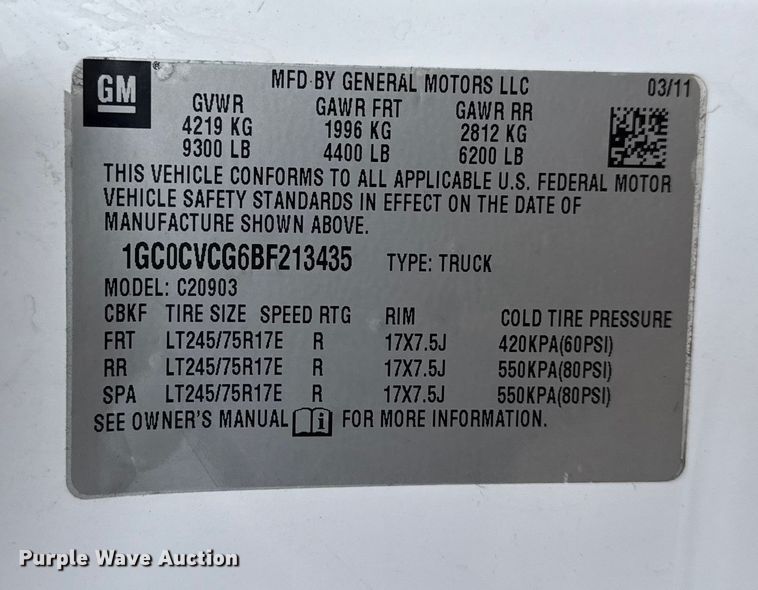 GM
MFD BY GENERAL MOTORS LLC 03/11
GVWR GAWR FRT GAWR RR
4219 KG 1996 KG 2812 KG
9300 LB 4400 LB 6200 LB
THIS VEHICLE CONFORMS TO ALL APPLICABLE U.S. FEDERAL MOTOR
VEHICLE SAFETY STANDARDS IN EFFECT ON THE DATE OF
MANUFACTURE SHOWN ABOVE.
1GC0CVCG6BF213435 TYPE: TRUCK
MODEL: C20903
CBKF TIRE SIZE SPEED RTG RIM COLD TIRE PRESSURE
FRT LT245/75R17E R 17X7.5J 420KPA(60PSI)
RR LT245/75R17E R 17X7.5J 550KPA(80PSI)
SPA LT245/75R17E R 17X7.5J 550KPA(80PSI)
SEE OWNER'S MANUAL i FOR MORE INFORMATION.
Purple Wave Auction